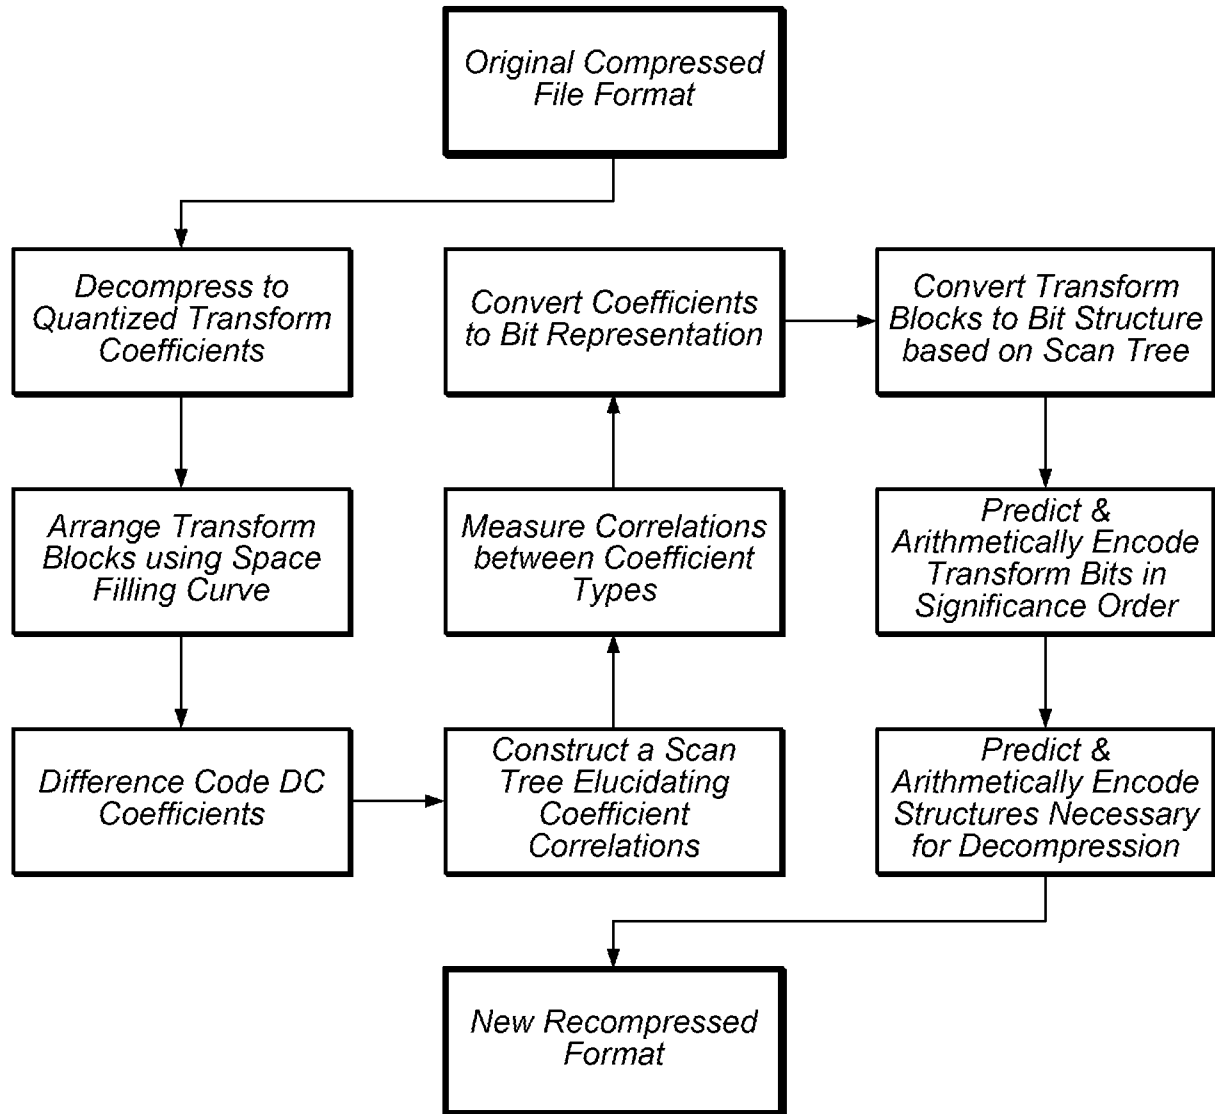 Original Compressed
File Format
Decompress to
Quantized Transform
Coefficients
Arrange Transform
Blocks using Space
Filling Curve
Difference Code DC
Coefficients
Construct a Scan
Tree Elucidating
Coefficient
Correlations
Measure Correlations
between Coefficient
Types
Convert Coefficients
to Bit Representation
Convert Transform
Blocks to Bit Structure
based on Scan Tree
Predict &
Arithmetically Encode
Transform Bits in
Significance Order
Predict &
Arithmetically Encode
Structures Necessary
for Decompression
New Recompressed
Format